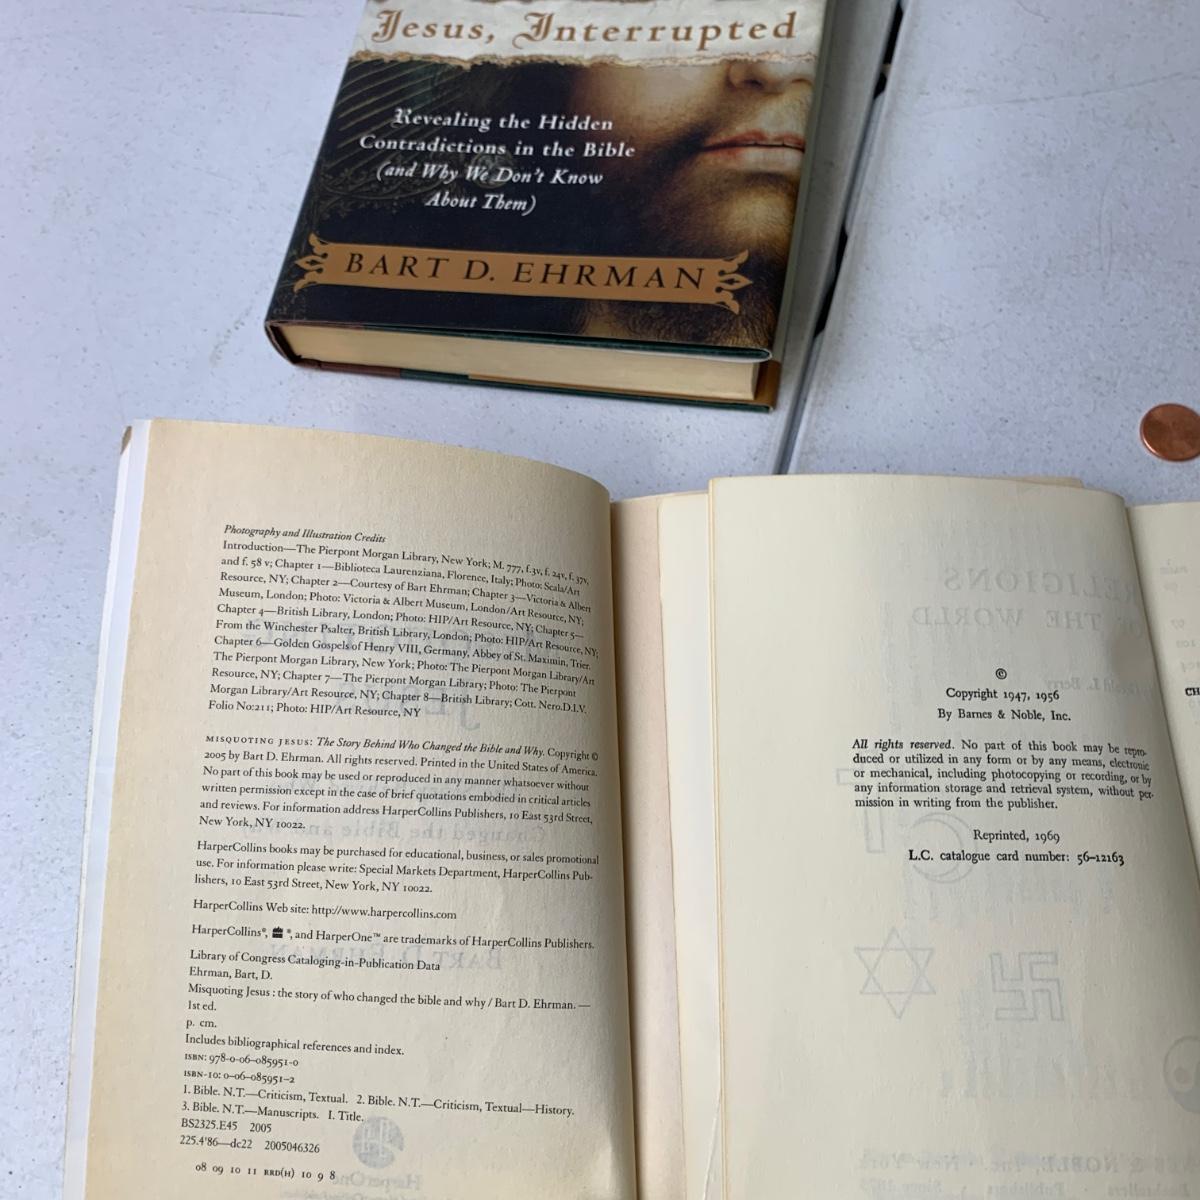 Jesus, Interrupted
Revealing the Hidden
Contradictions in the Bible
(and Why We Don't Know
About Them)
BART D. EHRMAN
Photography and Illustration Credits
Introduction—The Pierpont Morgan Library, New York; M. 777, f.3v, f. 24v, f. 37v,
and f. 58 v; Chapter 1—Biblioteca Laurenziana, Florence, Italy; Photo: Scala/Art
Resource, NY; Chapter 2—Courtesy of Bart Ehrman; Chapter 3—Victoria & Albert
Museum, London; Photo: Victoria & Albert Museum, London/Art Resource, NY;
Chapter 4—British Library, London; Photo: HIP/Art Resource, NY; Chapter 5—
From the Winchester Psalter, British Library, London; Photo: HIP/Art Resource, NY;
Chapter 6—Golden Gospels of Henry VIII, Germany, Abbey of St. Maximin, Trier.
The Pierpont Morgan Library, New York; Photo: The Pierpont Morgan Library/Art
Resource, NY; Chapter 7—The Pierpont Morgan Library; Photo: The Pierpont
Morgan Library/Art Resource, NY; Chapter 8—British Library; Cott. Nero.D.I.V.
Folio No:211; Photo: HIP/Art Resource, NY
MISQUOTING JESUS: The Story Behind Who Changed the Bible and Why. Copyright ©
2005 by Bart D. Ehrman. All rights reserved. Printed in the United States of America.
No part of this book may be used or reproduced in any manner whatsoever without
written permission except in the case of brief quotations embodied in critical articles
and reviews. For information address HarperCollins Publishers, 10 East 53rd Street,
New York, NY 10022.
HarperCollins books may be purchased for educational, business, or sales promotional
use. For information please write: Special Markets Department, HarperCollins Pub-
lishers, 10 East 53rd Street, New York, NY 10022.
HarperCollins Web site: http://www.harpercollins.com
HarperCollins®, ®, and HarperOne™ are trademarks of HarperCollins Publishers.
Library of Congress Cataloging-in-Publication Data
Ehrman, Bart, D.
Misquoting Jesus : the story of who changed the bible and why / Bart D. Ehrman. —
1st ed.
p. cm.
Includes bibliographical references and index.
ISBN: 978-0-06-085951-0
ISBN-10: 0-06-085951-2
1. Bible. N.T.—Criticism, Textual. 2. Bible. N.T.—Criticism, Textual—History.
3. Bible. N.T.—Manuscripts. I. Title.
BS2325.E45 2005
225.4'86—dc22 2005046326
08 09 10 11 RRD(H) 10 9 8
©
Copyright 1947, 1956
By Barnes & Noble, Inc.
All rights reserved. No part of this book may be repro-
duced or utilized in any form or by any means, electronic
or mechanical, including photocopying or recording, or by
any information storage and retrieval system, without per-
mission in writing from the publisher.
Reprinted, 1969
L.C. catalogue card number: 56-12163
CH